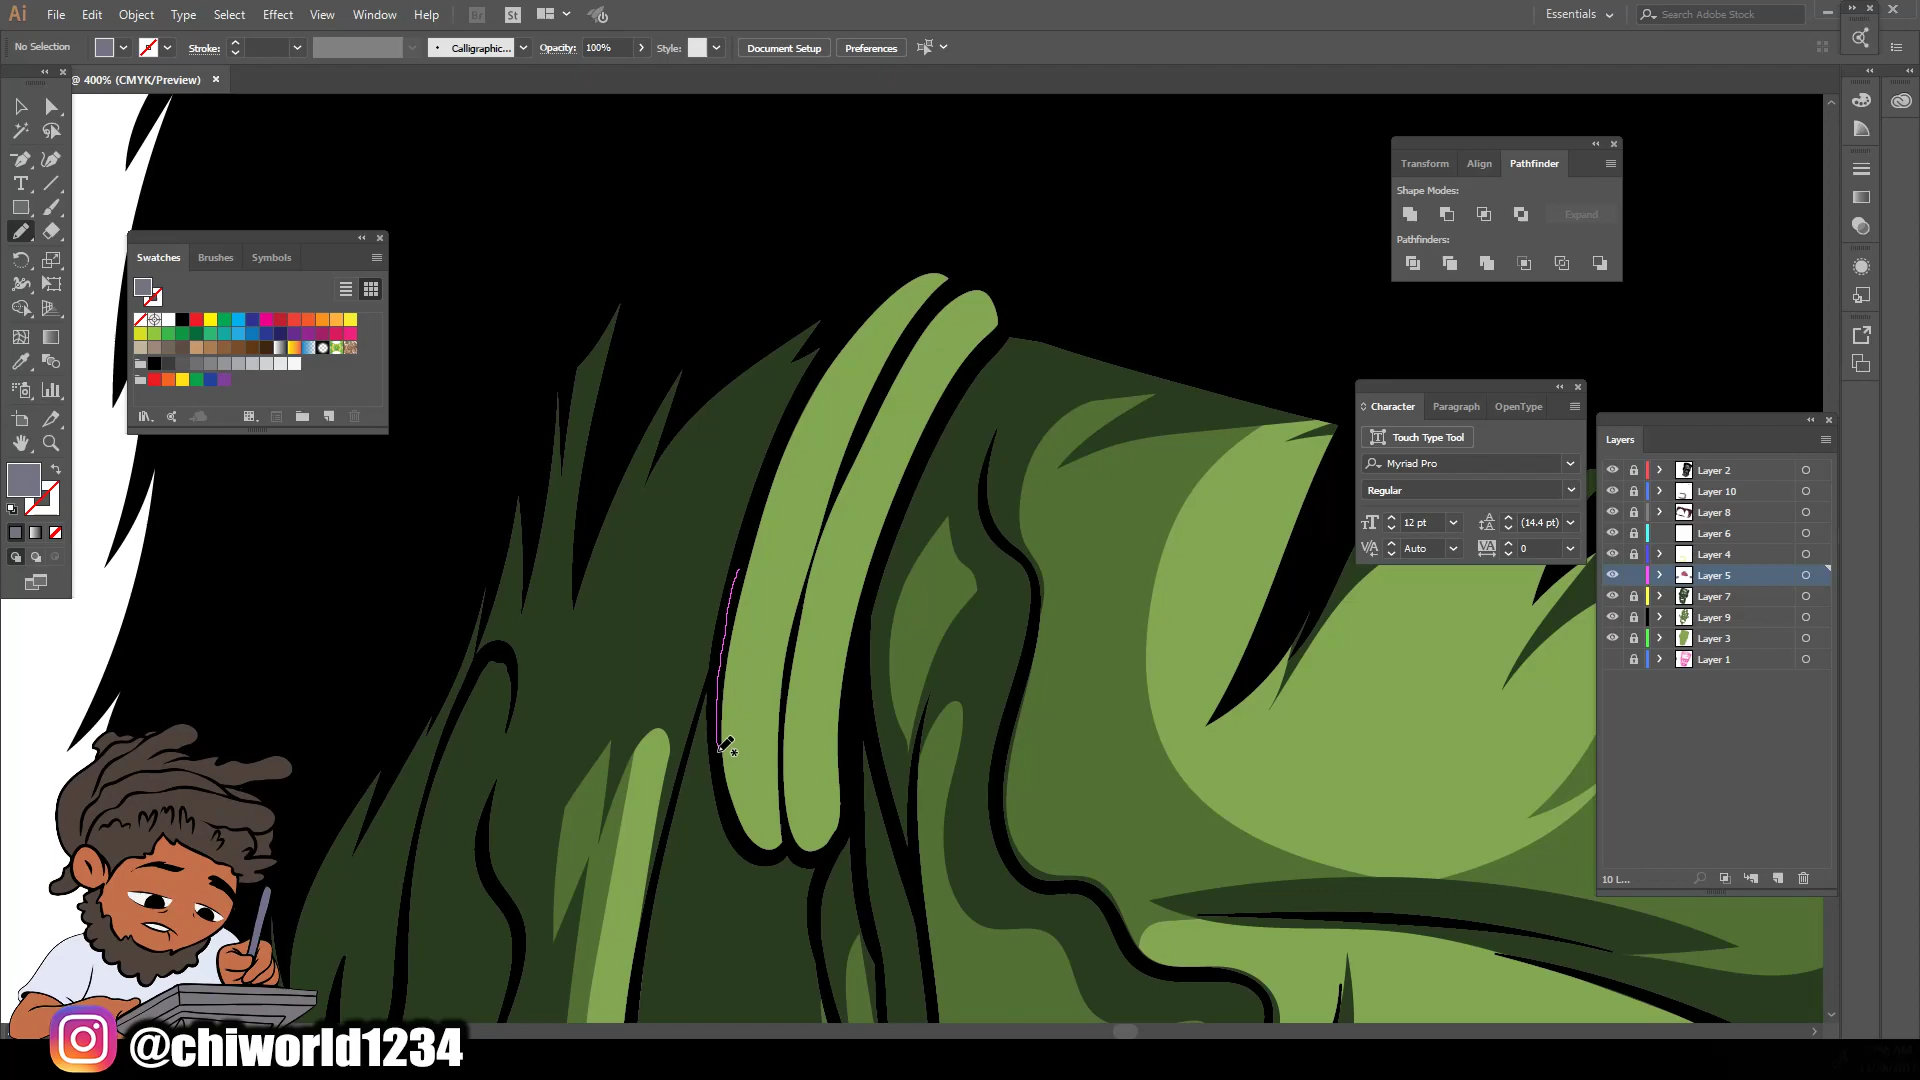 Ai File Edit Object Type Select Effect View Window Help Br St Essentials Search Adobe Stock
No Selection Stroke: Calligraphic... Opacity: 100% Style: Document Setup Preferences
@ 400% (CMYK/Preview)
Transform Align Pathfinder
Shape Modes:
Expand
Pathfinders:
Swatches Brushes Symbols
Character Paragraph OpenType
Touch Type Tool
Myriad Pro
Regular
12 pt (14.4 pt)
Auto 0
Layers
Layer 2
Layer 10
Layer 8
Layer 6
Layer 4
Layer 5
Layer 7
Layer 9
Layer 3
Layer 1
10 L...
@chiworld1234